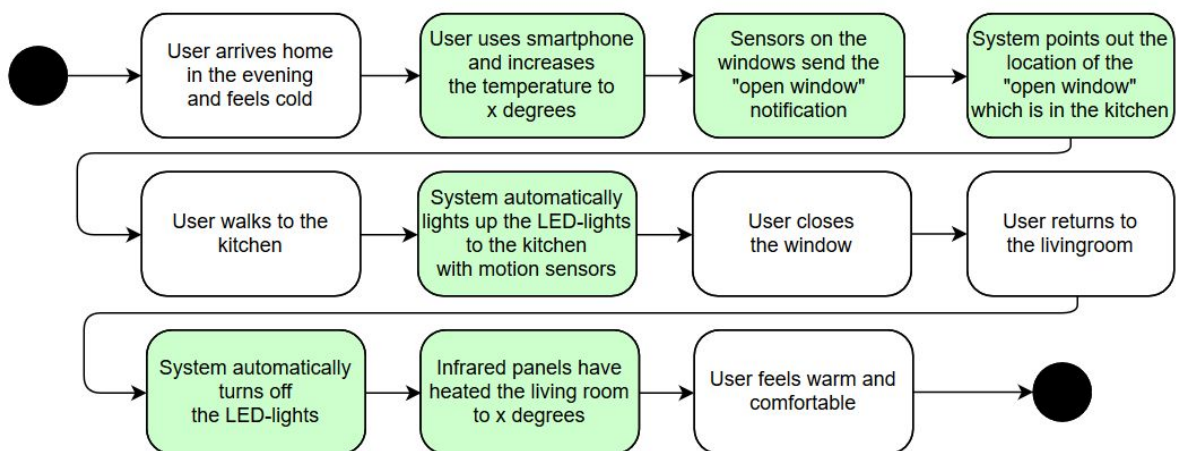 User arrives home
in the evening
and feels cold
User uses smartphone
and increases
the temperature to
x degrees
Sensors on the
windows send the
"open window"
notification
System points out the
location of the
"open window"
which is in the kitchen
User walks to the
kitchen
System automatically
lights up the LED-lights
to the kitchen
with motion sensors
User closes
the window
User returns to
the livingroom
System automatically
turns off
the LED-lights
Infrared panels have
heated the living room
to x degrees
User feels warm and
comfortable